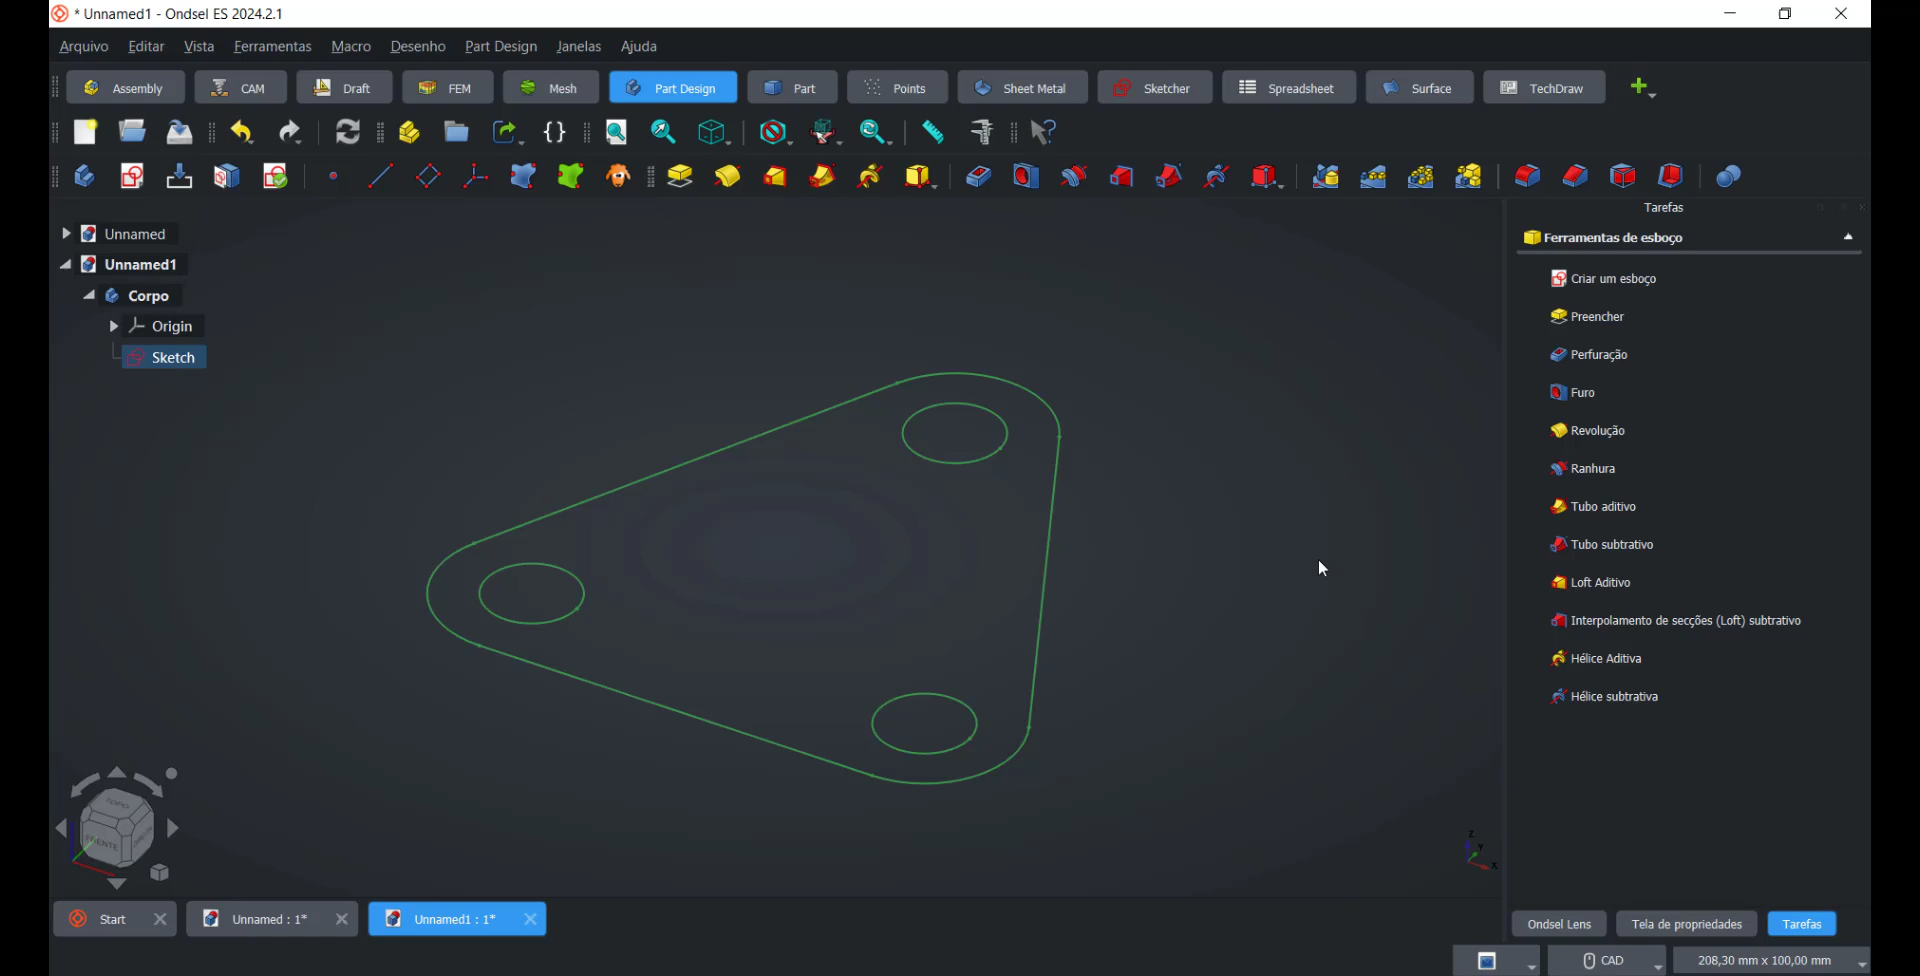 * Unnamed1 - Ondsel ES 2024.2.1
Arquivo Editar Vista Ferramentas Macro Desenho Part Design Janelas Ajuda
Assembly CAM Draft FEM Mesh Part Design Part Points Sheet Metal Sketcher Spreadsheet Surface TechDraw
Tarefas
Unnamed
Unnamed1
Corpo
Origin
Sketch
Ferramentas de esboço
Criar um esboço
Preencher
Perfuração
Furo
Revolução
Ranhura
Tubo aditivo
Tubo subtrativo
Loft Aditivo
Interpolamento de secções (Loft) subtrativo
Hélice Aditiva
Hélice subtrativa
TOPO
FRENTE
Z
Y
X
Start Unnamed : 1* Unnamed1 : 1*
Ondsel Lens Tela de propriedades Tarefas
CAD 208,30 mm x 100,00 mm